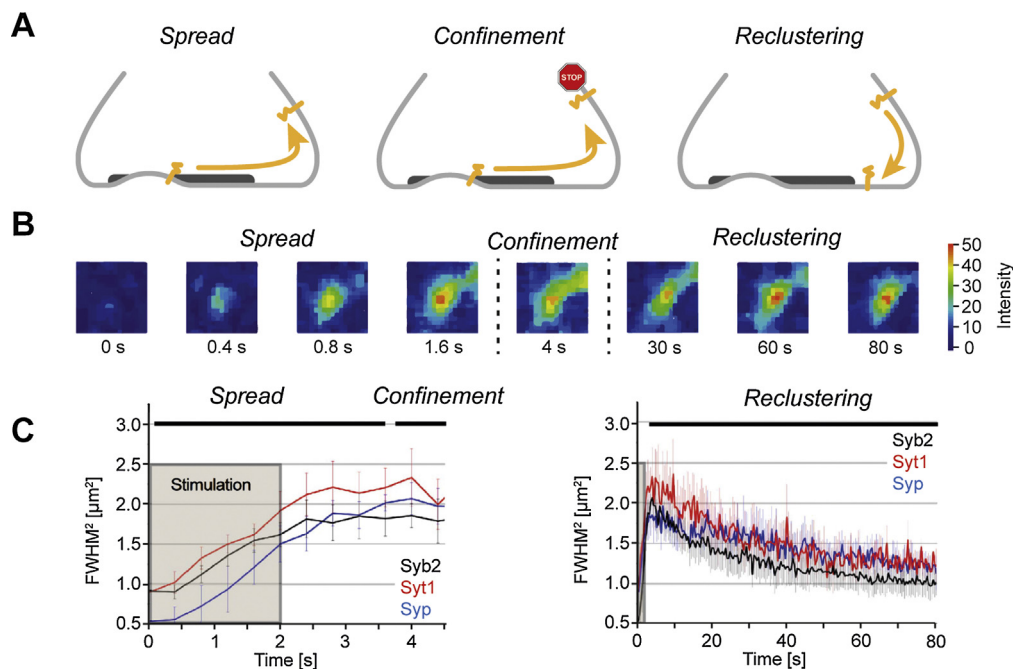 A
Spread
Confinement
Reclustering
STOP
B
Spread
Confinement
Reclustering
0 s
0.4 s
0.8 s
1.6 s
4 s
30 s
60 s
80 s
50
40
30
20
10
0
Intensity
C
Spread
Confinement
3.0
2.5
2.0
1.5
1.0
0.5
FWHM² [µm²]
Stimulation
Syb2
Syt1
Syp
0
1
2
3
4
Time [s]
Reclustering
3.0
2.5
2.0
1.5
1.0
0.5
FWHM² [µm²]
Syb2
Syt1
Syp
0
20
40
60
80
Time [s]